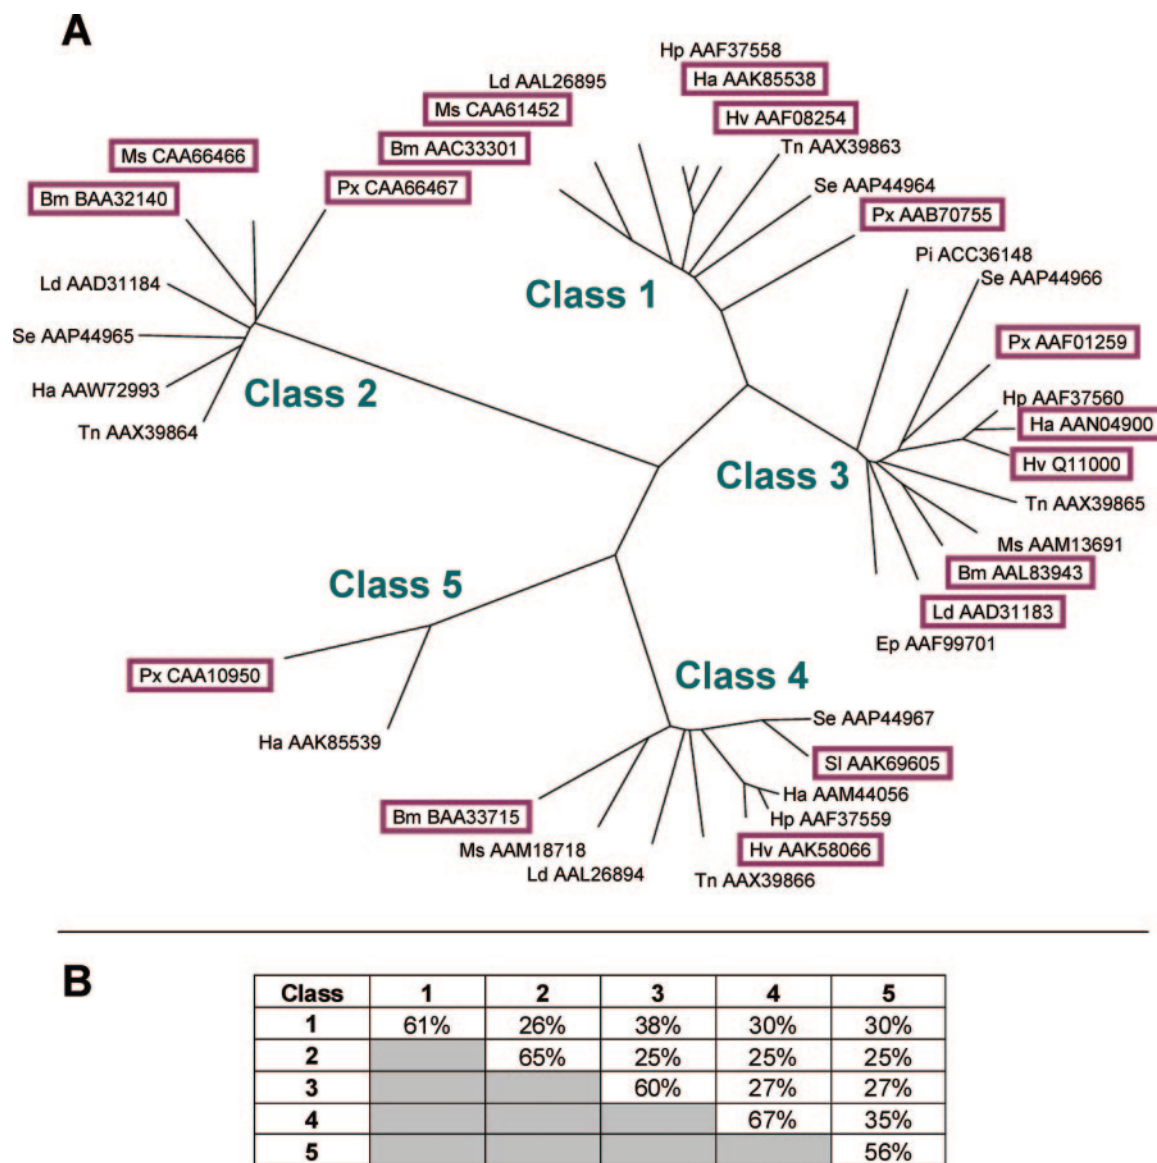 A
Hp AAF37558
Ld AAL26895
Ha AAK85538
Ms CAA61452
Hv AAF08254
Ms CAA66466
Bm AAC33301
Tn AAX39863
Bm BAA32140
Px CAA66467
Se AAP44964
Px AAB70755
Pi ACC36148
Ld AAD31184
Class 1
Se AAP44966
Se AAP44965
Px AAF01259
Ha AAW72993
Class 2
Hp AAF37560
Ha AAN04900
Tn AAX39864
Class 3
Hv Q11000
Tn AAX39865
Ms AAM13691
Class 5
Bm AAL83943
Ld AAD31183
Ep AAF99701
Px CAA10950
Class 4
Se AAP44967
Ha AAK85539
Sl AAK69605
Ha AAM44056
Bm BAA33715
Hp AAF37559
Ms AAM18718
Hv AAK58066
Ld AAL26894
Tn AAX39866
B
Class 1 2 3 4 5
1 61% 26% 38% 30% 30%
2 65% 25% 25% 25%
3 60% 27% 27%
4 67% 35%
5 56%